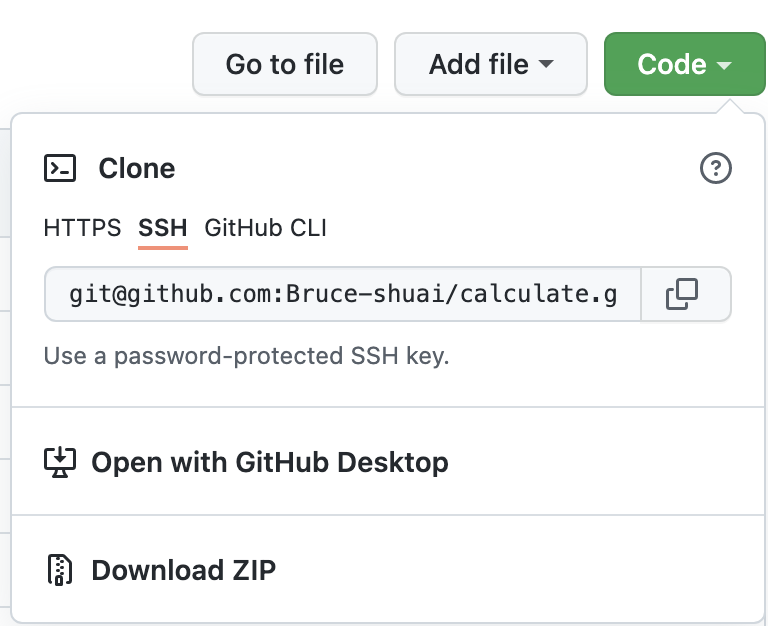 Go to file Add file Code
Clone
HTTPS SSH GitHub CLI
git@github.com:Bruce-shuai/calculate.g
Use a password-protected SSH key.
Open with GitHub Desktop
Download ZIP